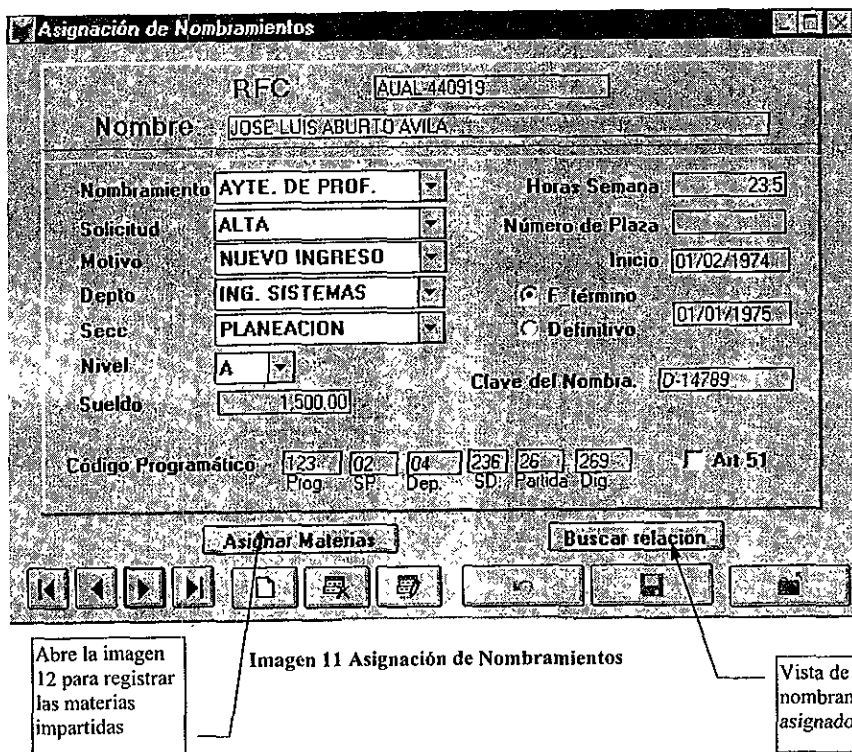 Asignación de Nombramientos
RFC AUAL-440919
Nombre JOSE LUIS ABURTO AVILA
Nombramiento AYTE. DE PROF. Horas Semana 23.5
Solicitud ALTA Número de Plaza
Motivo NUEVO INGRESO Inicio 01/02/1974
Depto ING. SISTEMAS F. término 01/01/1975
Secc PLANEACION Definitivo
Nivel A Clave del Nombra. D-14789
Sueldo 1,500.00
Código Programático 123 02 04 236 26 269 Art 51
Prog. SP. Dep. SD. Partida Dig.
Asignar Materias Buscar relación
Imagen 11 Asignación de Nombramientos
Abre la imagen
12 para registrar
las materias
impartidas
Vista de
nombran
asignado